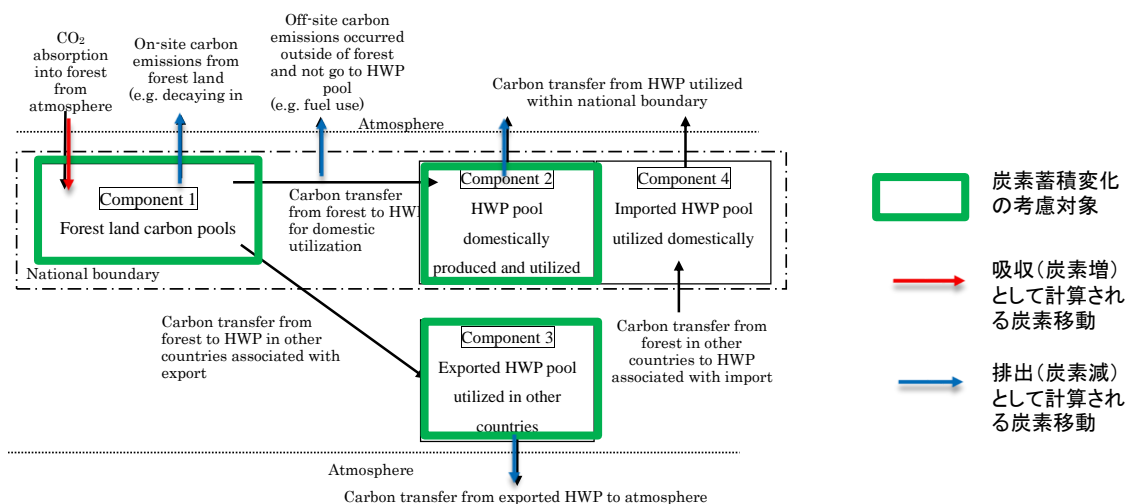 CO₂
absorption
into forest from
atmosphere
On-site carbon
emissions from
forest land
(e.g. decaying in
Off-site carbon
emissions occurred
outside of forest
and not go to HWP
pool
(e.g. fuel use)
Carbon transfer from HWP utilized
within national boundary
Atmosphere
Component 1
Forest land carbon pools
National boundary
Carbon transfer
from forest to HW
for domestic
utilization
Component 2
HWP pool
domestically
produced and utilized
Component 4
Imported HWP pool
utilized domestically
Carbon transfer from
forest to HWP in other
countries associated with
export
Component 3
Exported HWP pool
utilized in other
countries
Carbon transfer from
forest in other
countries to HWP
associated with import
Atmosphere
Carbon transfer from exported HWP to atmosphere
炭素蓄積変化
の考慮対象
吸収(炭素増)
として計算され
る炭素移動
排出(炭素減)
として計算され
る炭素移動